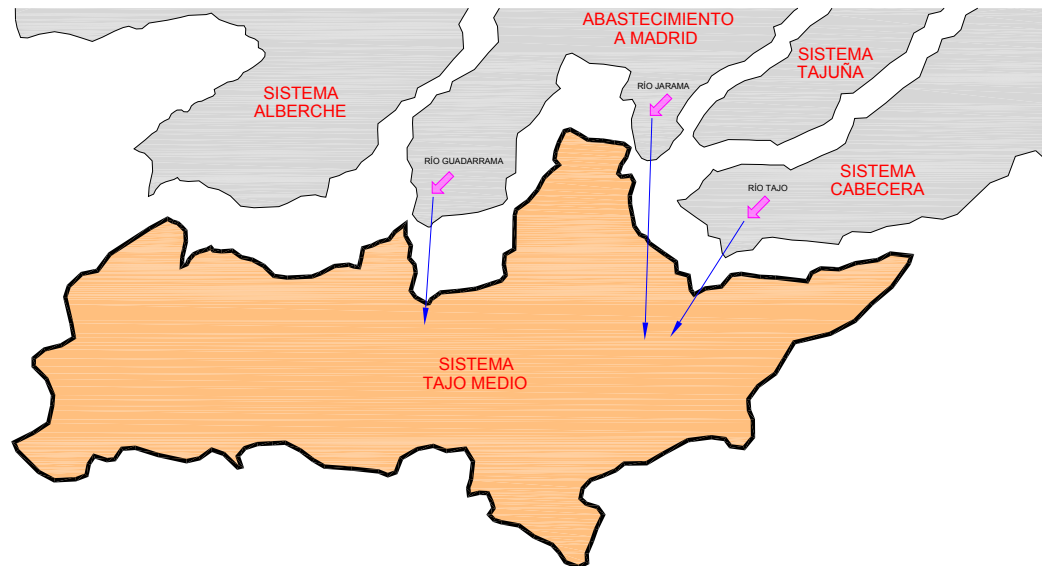 ABASTECIMIENTO
A MADRID
SISTEMA
TAJUÑA
SISTEMA
ALBERCHE
RÍO JARAMA
RÍO GUADARRAMA
SISTEMA
CABECERA
RÍO TAJO
SISTEMA
TAJO MEDIO